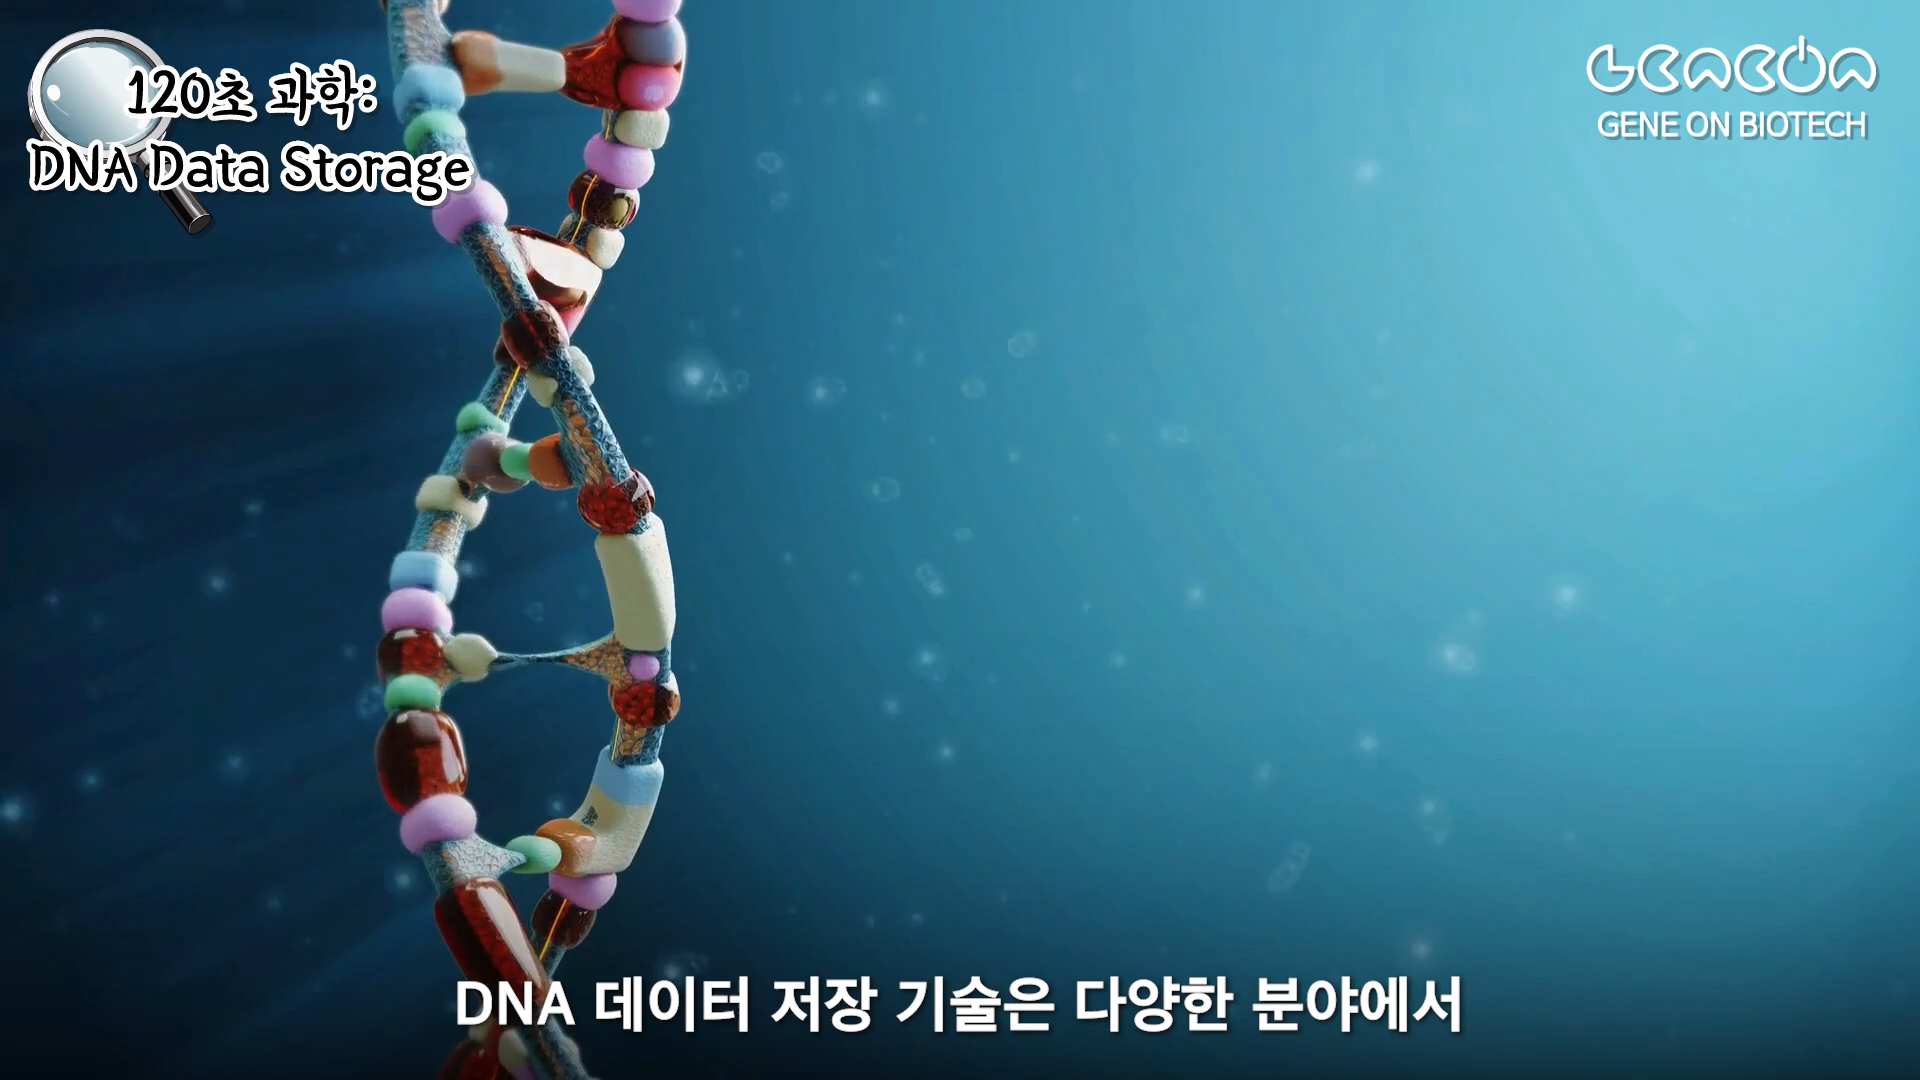 120초 과학:
DNA Data Storage
GENEON
GENE ON BIOTECH
DNA 데이터 저장 기술은 다양한 분야에서